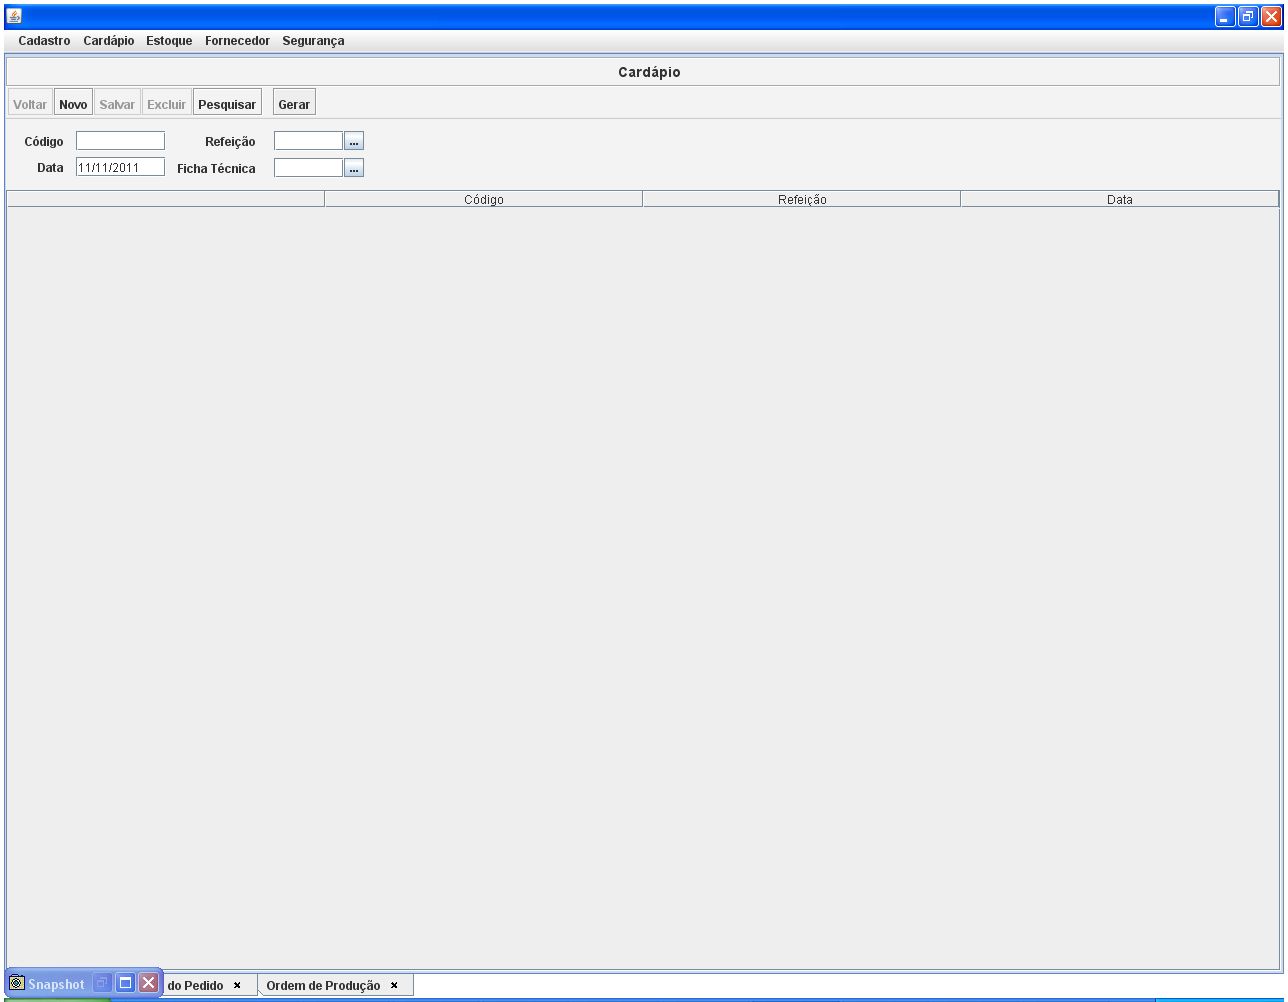 Cadastro Cardápio Estoque Fornecedor Segurança
Cardápio
Voltar Novo Salvar Excluir Pesquisar Gerar
Código Refeição ...
Data 11/11/2011 Ficha Técnica ...
Código Refeição Data
Snapshot do Pedido × Ordem de Produção ×